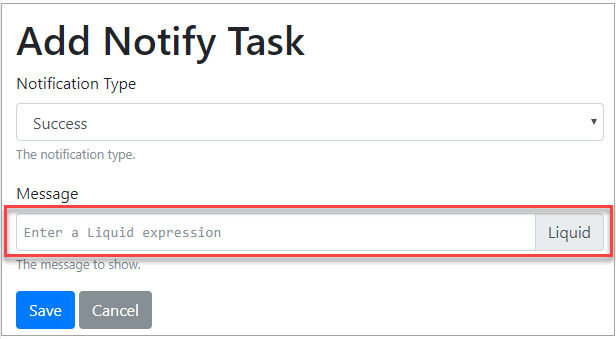 Add Notify Task
Notification Type
Success
The notification type.
Message
Enter a Liquid expression Liquid
The message to show.
Save Cancel